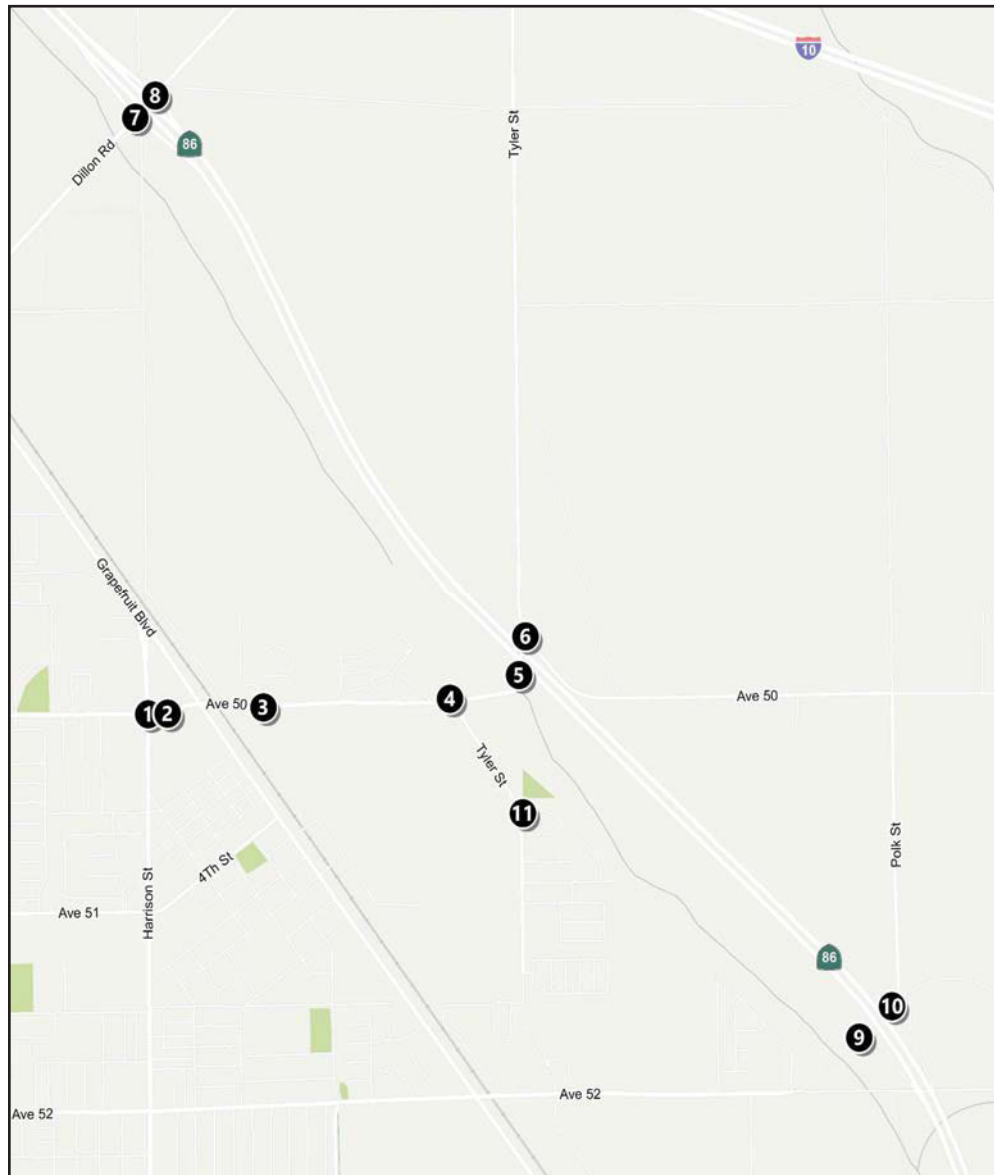 10
8
7
86
Dillon Rd
Tyler St
Grapefruit Blvd
6
5
4
Ave 50
3
1
2
Ave 50
Tyler St
11
4Th St
Polk St
Harrison St
Ave 51
86
10
9
Ave 52
Ave 52